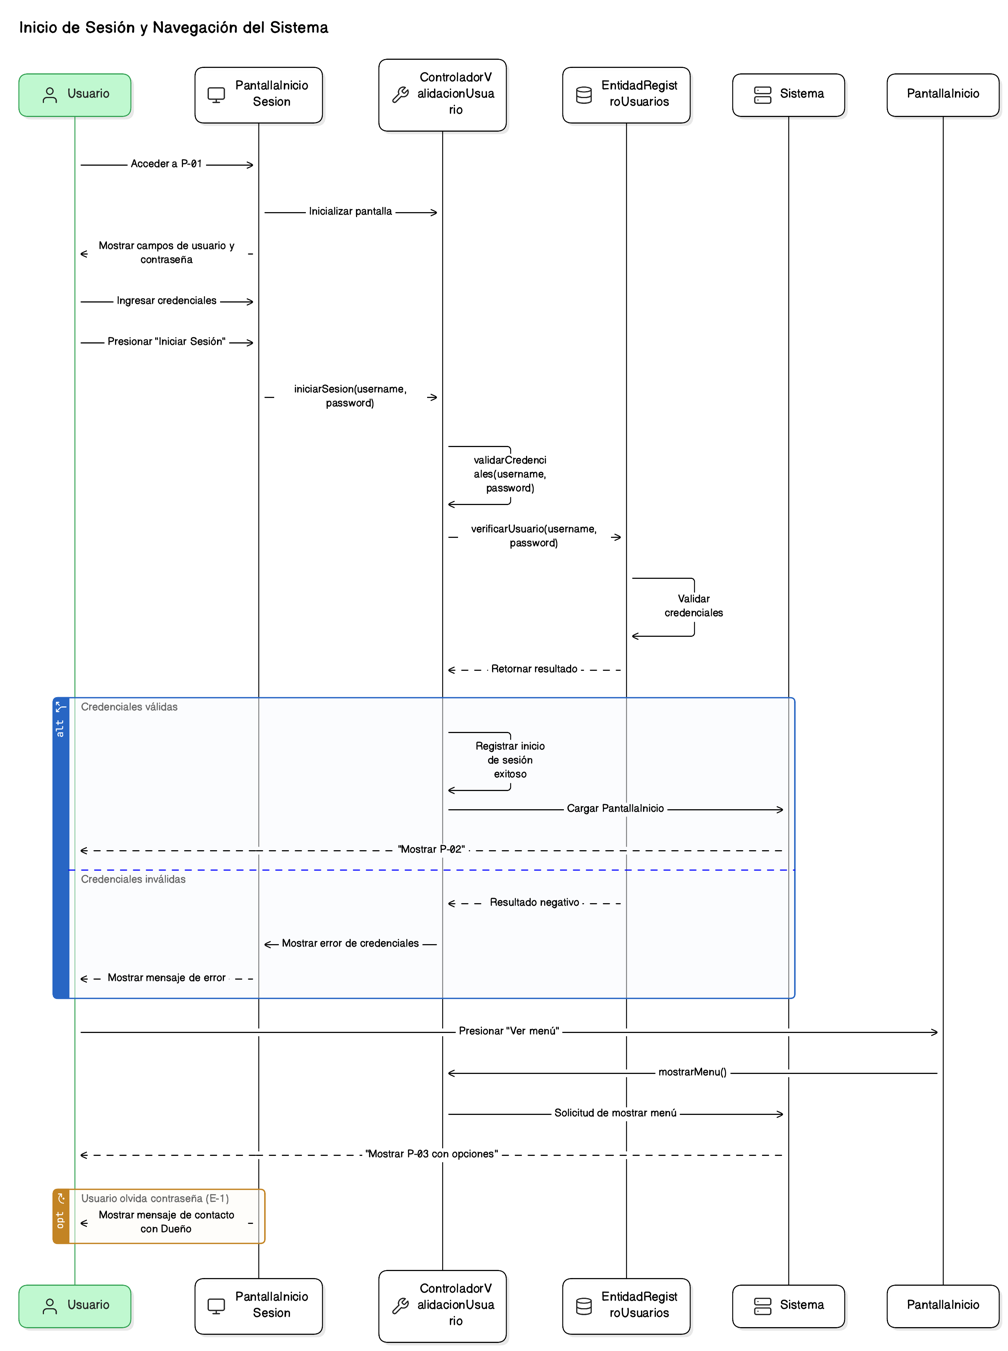 Inicio de Sesión y Navegación del Sistema
Usuario
PantallaInicio
Sesion
ControladorV
alidacionUsua
rio
EntidadRegist
roUsuarios
Sistema
PantallaInicio
Acceder a P-01
Inicializar pantalla
Mostrar campos de usuario y
contraseña
Ingresar credenciales
Presionar "Iniciar Sesión"
iniciarSesion(username,
password)
validarCredenci
ales(username,
password)
verificarUsuario(username,
password)
Validar
credenciales
Retornar resultado
alt
Credenciales válidas
Registrar inicio
de sesión
exitoso
Cargar PantallaInicio
"Mostrar P-02"
Credenciales inválidas
Resultado negativo
Mostrar error de credenciales
Mostrar mensaje de error
Presionar "Ver menú"
mostrarMenu()
Solicitud de mostrar menú
"Mostrar P-03 con opciones"
opt
Usuario olvida contraseña (E-1)
Mostrar mensaje de contacto
con Dueño
Usuario
PantallaInicio
Sesion
ControladorV
alidacionUsua
rio
EntidadRegist
roUsuarios
Sistema
PantallaInicio